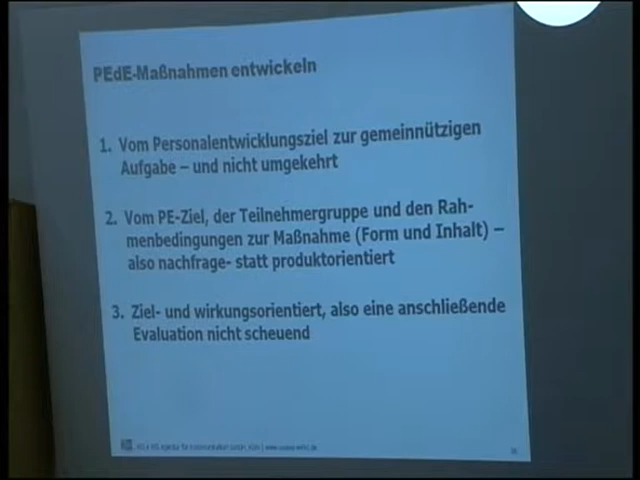 PEdE-Maßnahmen entwickeln
1. Vom Personalentwicklungsziel zur gemeinnützigen
Aufgabe – und nicht umgekehrt
2. Vom PE-Ziel, der Teilnehmergruppe und den Rah-
menbedingungen zur Maßnahme (Form und Inhalt) –
also nachfrage- statt produktorientiert
3. Ziel- und wirkungsorientiert, also eine anschließende
Evaluation nicht scheuend